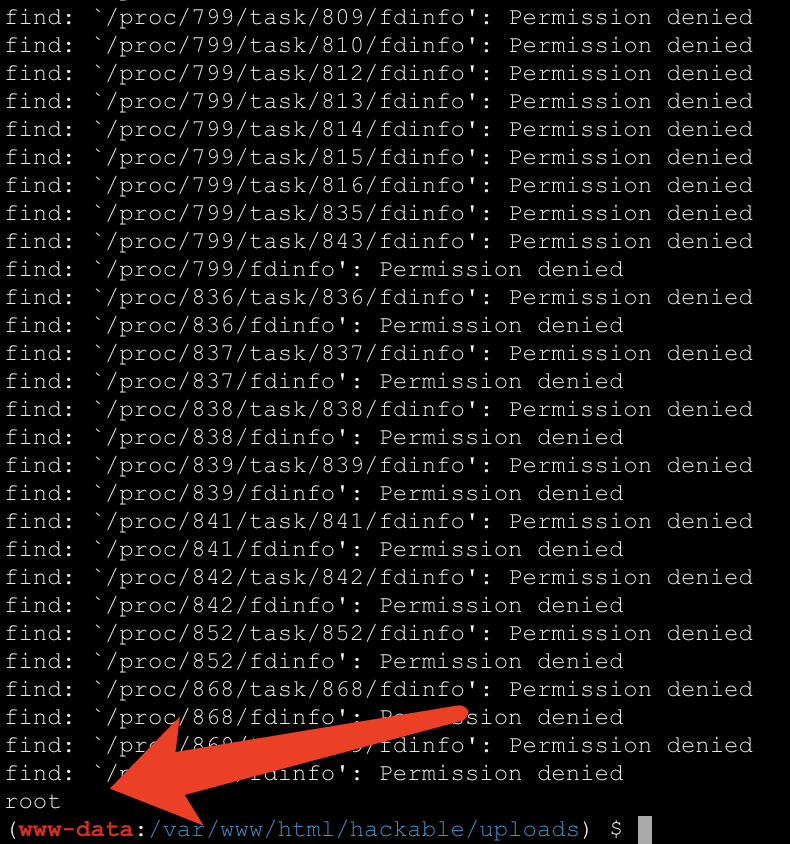 find: `/proc/799/task/809/fdinfo': Permission denied
find: `/proc/799/task/810/fdinfo': Permission denied
find: `/proc/799/task/812/fdinfo': Permission denied
find: `/proc/799/task/813/fdinfo': Permission denied
find: `/proc/799/task/814/fdinfo': Permission denied
find: `/proc/799/task/815/fdinfo': Permission denied
find: `/proc/799/task/816/fdinfo': Permission denied
find: `/proc/799/task/835/fdinfo': Permission denied
find: `/proc/799/task/843/fdinfo': Permission denied
find: `/proc/799/fdinfo': Permission denied
find: `/proc/836/task/836/fdinfo': Permission denied
find: `/proc/836/fdinfo': Permission denied
find: `/proc/837/task/837/fdinfo': Permission denied
find: `/proc/837/fdinfo': Permission denied
find: `/proc/838/task/838/fdinfo': Permission denied
find: `/proc/838/fdinfo': Permission denied
find: `/proc/839/task/839/fdinfo': Permission denied
find: `/proc/839/fdinfo': Permission denied
find: `/proc/841/task/841/fdinfo': Permission denied
find: `/proc/841/fdinfo': Permission denied
find: `/proc/842/task/842/fdinfo': Permission denied
find: `/proc/842/fdinfo': Permission denied
find: `/proc/852/task/852/fdinfo': Permission denied
find: `/proc/852/fdinfo': Permission denied
find: `/proc/868/task/868/fdinfo': Permission denied
find: `/proc/868/fdinfo': Permission denied
find: Permission denied
find: Permission denied
root
(www-data:/var/www/html/hackable/uploads) $